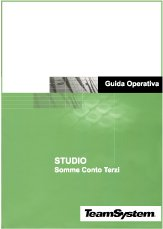 Guida Operativa
STUDIO
Somme Conto Terzi
TeamSystem